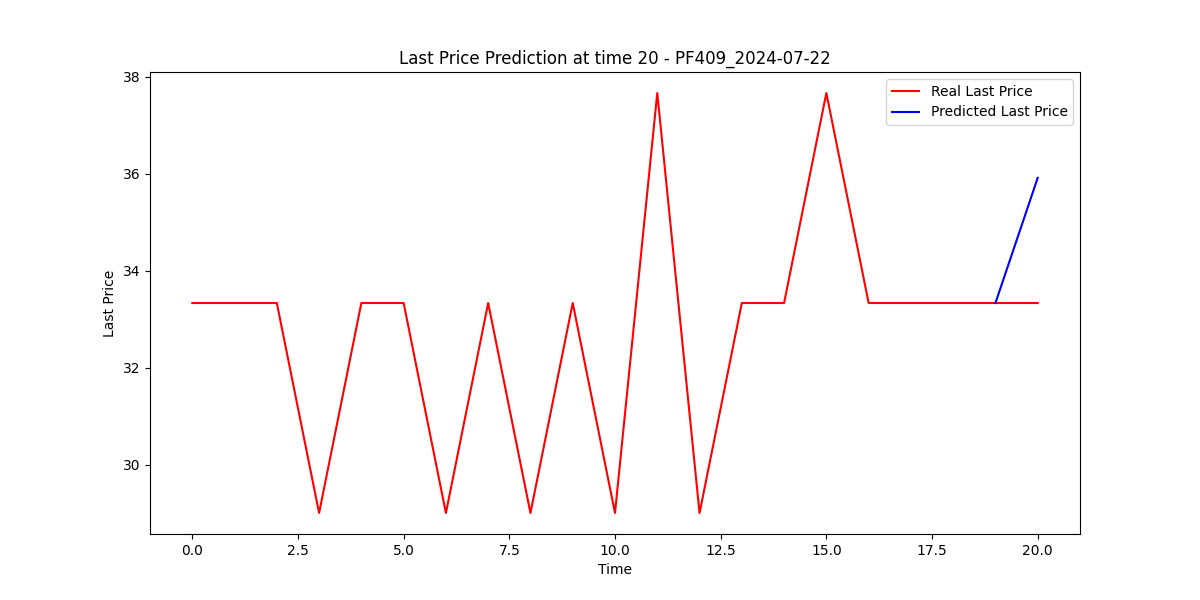 Last Price Prediction at time 20 - PF409_2024-07-22
Real Last Price
Predicted Last Price
38
36
34
32
30
Last Price
0.0 2.5 5.0 7.5 10.0 12.5 15.0 17.5 20.0
Time